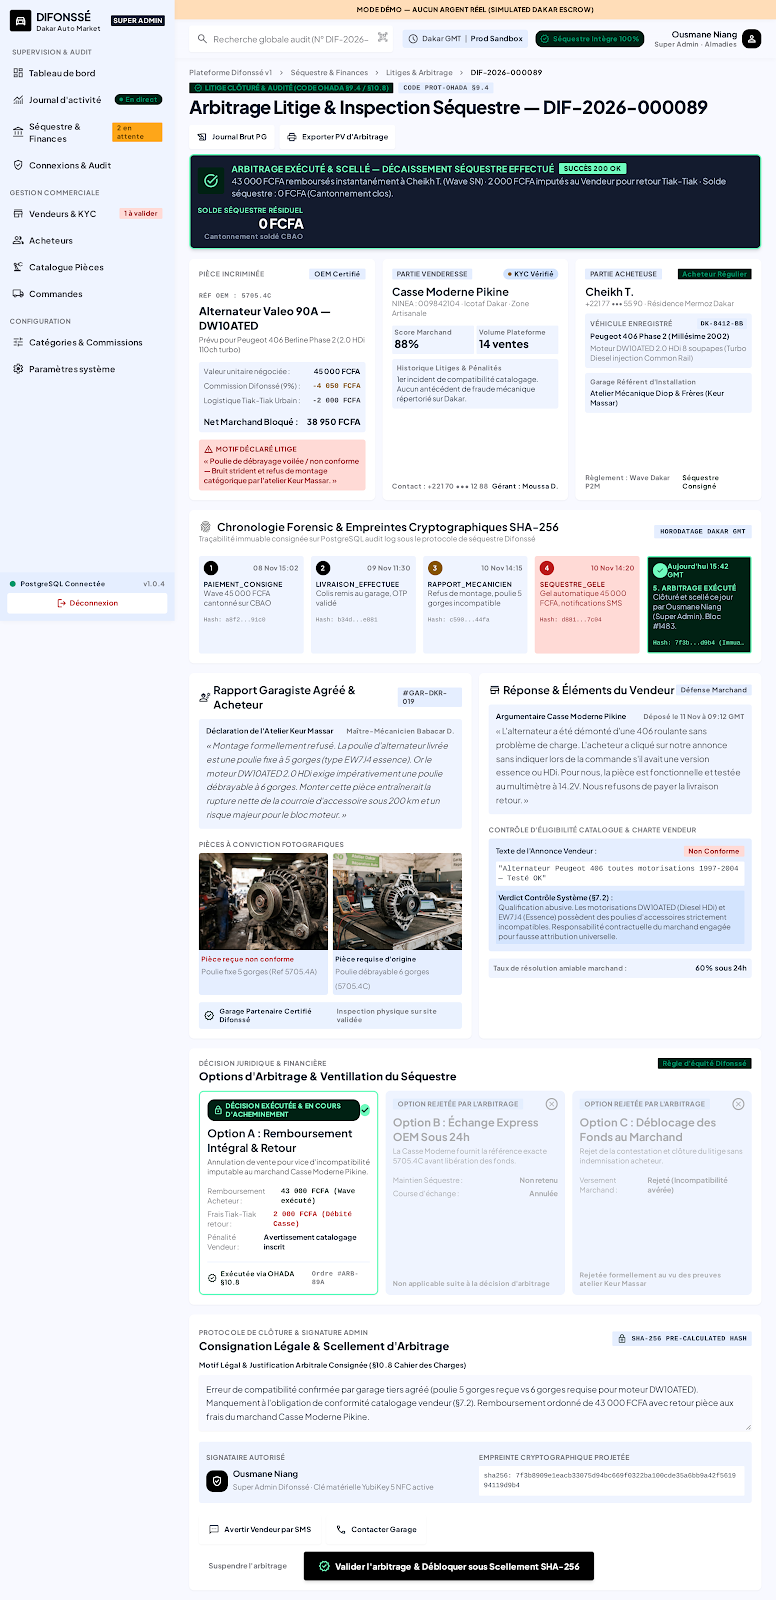 MODE DÉMO — AUCUN ARGENT RÉEL (SIMULATED DAKAR ESCROW)
DIFONSSÉ
Dakar Auto Market
SUPER ADMIN
SUPERVISION & AUDIT
Tableau de bord
Journal d'activité
En direct
Séquestre &
Finances
2 en
attente
Connexions & Audit
GESTION COMMERCIALE
Vendeurs & KYC
1 à valider
Acheteurs
Catalogue Pièces
Commandes
CONFIGURATION
Catégories & Commissions
Paramètres système
PostgreSQL Connectée
v1.0.4
Déconnexion
Recherche globale audit (N° DIF-2026-
Dakar GMT | Prod Sandbox
Séquestre Intègre 100%
Ousmane Niang
Super Admin · Almadies
Plateforme Difonssé v1 > Séquestre & Finances > Litiges & Arbitrage > DIF-2026-000089
LITIGE CLÔTURÉ & AUDITÉ (CODE OHADA §9.4 / §10.8)
CODE PROT-OHADA §9.4
Arbitrage Litige & Inspection Séquestre — DIF-2026-000089
Journal Brut PG
Exporter PV d'Arbitrage
ARBITRAGE EXÉCUTÉ & SCELLÉ — DÉCAISSEMENT SÉQUESTRE EFFECTUÉ
SUCCÈS 200 OK
43 000 FCFA remboursés instantanément à Cheikh T. (Wave SN) · 2 000 FCFA imputés au Vendeur pour retour Tiak-Tiak · Solde
séquestre : 0 FCFA (Cantonnement clos).
SOLDE SÉQUESTRE RÉSIDUEL
0 FCFA
Cantonnement soldé CBAO
PIÈCE INCRIMINÉE
OEM Certifié
RÉF OEM : 5705.4C
Alternateur Valeo 90A —
DW10ATED
Prévu pour Peugeot 406 Berline Phase 2 (2.0 HDi
110ch turbo)
Valeur unitaire négociée :
45 000 FCFA
Commission Difonssé (9%) :
-4 050 FCFA
Logistique Tiak-Tiak Urbain :
-2 000 FCFA
Net Marchand Bloqué :
38 950 FCFA
MOTIF DÉCLARÉ LITIGE
« Poulie de débrayage voilée / non conforme
— Bruit strident et refus de montage
catégorique par l'atelier Keur Massar. »
PARTIE VENDERESSE
KYC Vérifié
Casse Moderne Pikine
NINEA : 009842104 · Icotaf Dakar · Zone
Artisanale
Score Marchand
88%
Volume Plateforme
14 ventes
Historique Litiges & Pénalités
1er incident de compatibilité catalogage.
Aucun antécédent de fraude mécanique
répertorié sur Dakar.
Contact : +221 70 ••• 12 88
Gérant : Moussa D.
PARTIE ACHETEUSE
Acheteur Régulier
Cheikh T.
+221 77 ••• 55 90 · Résidence Mermoz Dakar
VÉHICULE ENREGISTRÉ
DK-8412-BB
Peugeot 406 Phase 2 (Millésime 2002)
Moteur DW10ATED 2.0 HDi 8 soupapes (Turbo
Diesel injection Common Rail)
Garage Référent d'Installation
Atelier Mécanique Diop & Frères (Keur
Massar)
Règlement : Wave Dakar
P2M
Séquestre
Consigné
Chronologie Forensic & Empreintes Cryptographiques SHA-256
Traçabilité immuable consignée sur PostgreSQL audit log sous le protocole de séquestre Difonssé
HORODATAGE DAKAR GMT
1
08 Nov 15:02
PAIEMENT_CONSIGNE
Wave 45 000 FCFA
cantonné sur CBAO
Hash: a8f2...91c0
2
09 Nov 11:30
LIVRAISON_EFFECTUEE
Colis remis au garage, OTP
validé
Hash: b34d...e881
3
10 Nov 14:15
RAPPORT_MECANICIEN
Refus de montage, poulie 5
gorges incompatible
Hash: c590...44fa
4
10 Nov 14:20
SEQUESTRE_GELE
Gel automatique 45 000
FCFA, notifications SMS
Hash: d881...7c04
Aujourd'hui 15:42
GMT
5. ARBITRAGE EXÉCUTÉ
Clôturé et scellé ce jour
par Ousmane Niang
(Super Admin). Bloc
#1483.
Hash: 7f3b...d9b4 (Immua…
Rapport Garagiste Agréé &
Acheteur
#GAR-DKR-
019
Déclaration de l'Atelier Keur Massar
Maître-Mécanicien Babacar D.
« Montage formellement refusé. La poulie d'alternateur livrée
est une poulie fixe à 5 gorges (type EW7J4 essence). Or le
moteur DW10ATED 2.0 HDi exige impérativement une poulie
débrayable à 6 gorges. Monter cette pièce entraînerait la
rupture nette de la courroie d'accessoire sous 200 km et un
risque majeur pour le bloc moteur. »
PIÈCES À CONVICTION FOTOGRAFIQUES
Pièce reçue non conforme
Poulie fixe 5 gorges (Ref 5705.4A)
Pièce requise d'origine
Poulie débrayable 6 gorges
(5705.4C)
Garage Partenaire Certifié
Difonssé
Inspection physique sur site
validée
Réponse & Éléments du Vendeur
Défense Marchand
Argumentaire Casse Moderne Pikine
Déposé le 11 Nov à 09:12 GMT
« L'alternateur a été démonté d'une 406 roulante sans
problème de charge. L'acheteur a cliqué sur notre annonce
sans indiquer lors de la commande s'il avait une version
essence ou HDi. Pour nous, la pièce est fonctionnelle et testée
au multimètre à 14.2V. Nous refusons de payer la livraison
retour. »
CONTRÔLE D'ÉLIGIBILITÉ CATALOGUE & CHARTE VENDEUR
Texte de l'Annonce Vendeur :
Non Conforme
"Alternateur Peugeot 406 toutes motorisations 1997-2004
— Testé OK"
Verdict Contrôle Système (§7.2) :
Qualification abusive. Les motorisations DW10ATED (Diesel HDi) et
EW7J4 (Essence) possèdent des poulies d'accessoires strictement
incompatibles. Responsabilité contractuelle du marchand engagée
pour fausse attribution universelle.
Taux de résolution amiable marchand :
60% sous 24h
DÉCISION JURIDIQUE & FINANCIÈRE
Options d'Arbitrage & Ventilation du Séquestre
Règle d'équité Difonssé
DÉCISION EXÉCUTÉE & EN COURS
D'ACHEMINEMENT
Option A : Remboursement
Intégral & Retour
Annulation de vente pour vice d'incompatibilité
imputable au marchand Casse Moderne Pikine.
Remboursement
Acheteur :
43 000 FCFA (Wave
exécuté)
Frais Tiak-Tiak
retour :
2 000 FCFA (Débité
Casse)
Pénalité
Vendeur :
Avertissement catalogage
inscrit
Exécutée via OHADA
§10.8
Ordre #ARB-
89A
OPTION REJETÉE PAR L'ARBITRAGE
Option B : Échange Express
OEM Sous 24h
La Casse Moderne fournit la référence exacte
5705.4C avant libération des fonds.
Maintien Séquestre :
Non retenu
Course d'échange :
Annulée
Non applicable suite à la décision d'arbitrage
OPTION REJETÉE PAR L'ARBITRAGE
Option C : Déblocage des
Fonds au Marchand
Rejet de la contestation et clôture du litige sans
indemnisation acheteur.
Versement
Marchand :
Rejeté (Incompatibilité
avérée)
Rejetée formellement au vu des preuves
atelier Keur Massar
PROTOCOLE DE CLÔTURE & SIGNATURE ADMIN
Consignation Légale & Scellement d'Arbitrage
SHA-256 PRE-CALCULATED HASH
Motif Légal & Justification Arbitrale Consignée (§10.8 Cahier des Charges)
Erreur de compatibilité confirmée par garage tiers agréé (poulie 5 gorges reçue vs 6 gorges requise pour moteur DW10ATED).
Manquement à l'obligation de conformité catalogage vendeur (§7.2). Remboursement ordonné de 43 000 FCFA avec retour pièce aux
frais du marchand Casse Moderne Pikine.
SIGNATAIRE AUTORISÉ
Ousmane Niang
Super Admin Difonssé · Clé matérielle YubiKey 5 NFC active
EMPREINTE CRYPTOGRAPHIQUE PROJETÉE
sha256: 7f3b8909e1eacb33075d94bc669f0322ba100cde35a6bb9a42f5619
94119d9b4
Avertir Vendeur par SMS
Contacter Garage
Suspendre l'arbitrage
Valider l'arbitrage & Débloquer sous Scellement SHA-256